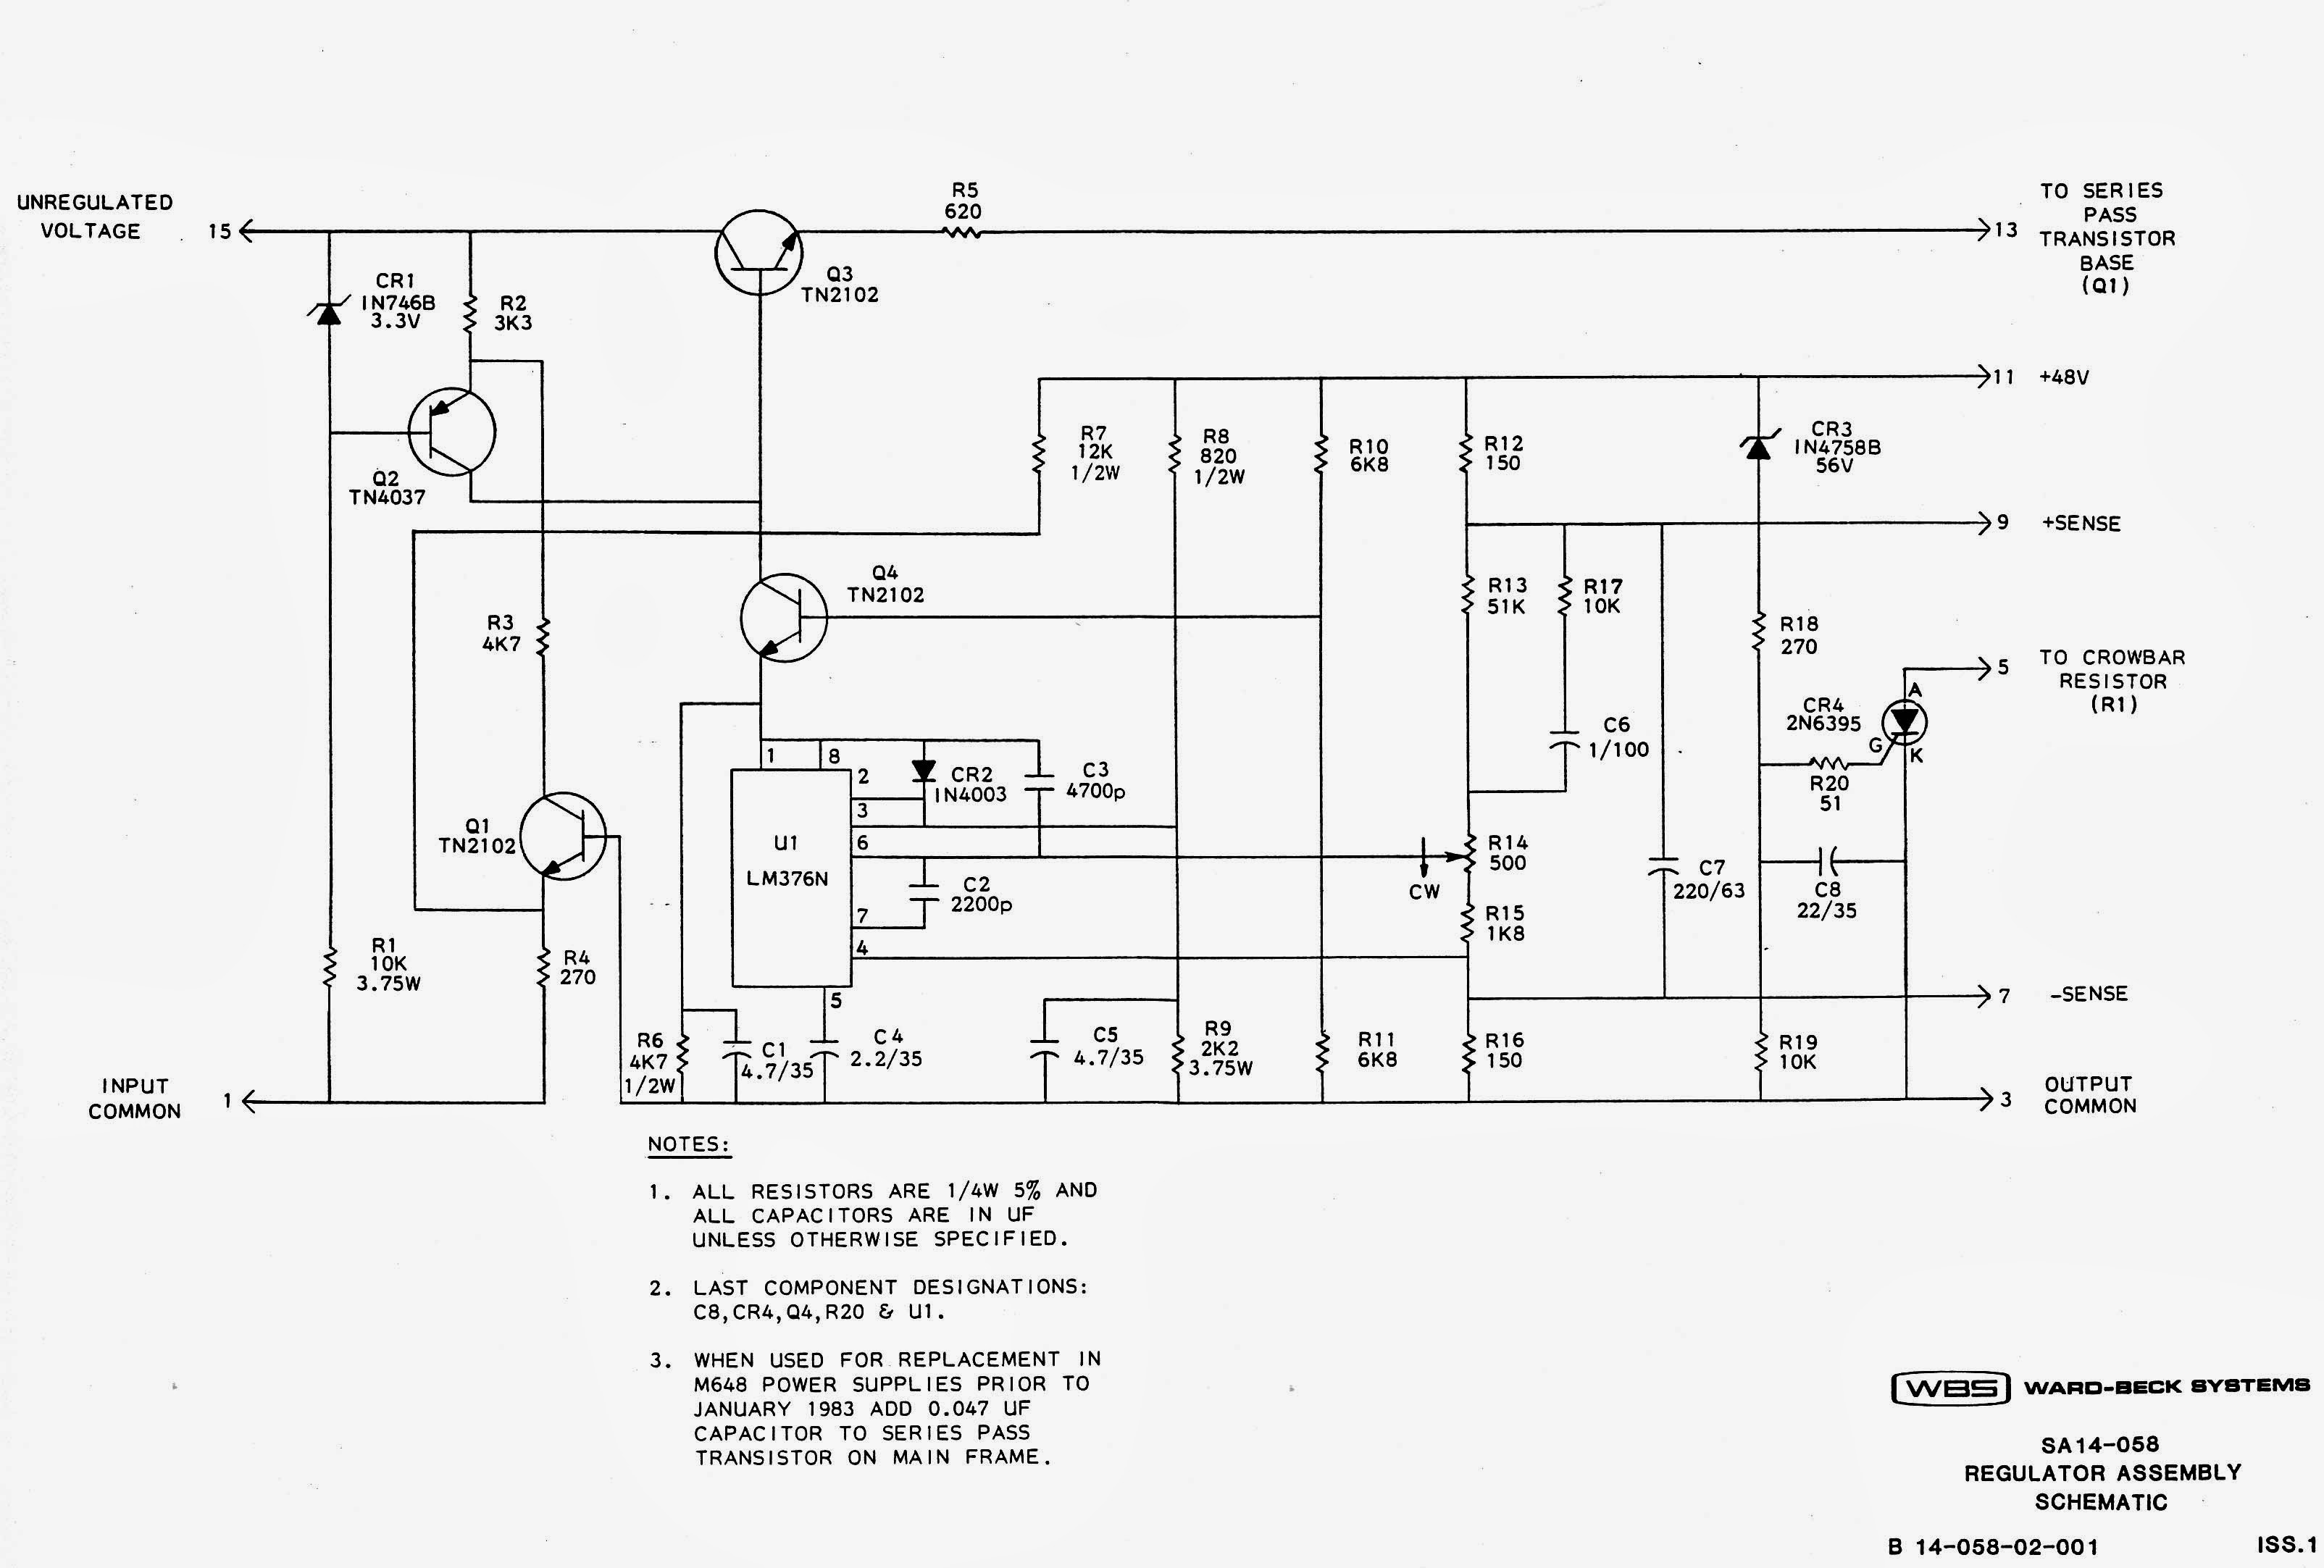 UNREGULATED
VOLTAGE
15
R5
620
Q3
TN2102
13
TO SERIES
PASS
TRANSISTOR
BASE
(Q1)
CR1
IN746B
3.3V
R2
3K3
Q2
TN4037
11
+48V
R7
12K
1/2W
R8
820
1/2W
R10
6K8
R12
150
CR3
IN4758B
56V
9
+SENSE
Q4
TN2102
R3
4K7
R13
51K
R17
10K
R18
270
5
TO CROWBAR
RESISTOR
(R1)
A
CR4
2N6395
G
K
R20
51
C6
1/100
1
8
2
3
6
7
4
5
CR2
IN4003
C3
4700p
U1
LM376N
C2
2200p
Q1
TN2102
CW
R14
500
R15
1K8
C7
220/63
C8
22/35
R1
10K
3.75W
R4
270
7
-SENSE
R6
4K7
1/2W
C1
4.7/35
C4
2.2/35
C5
4.7/35
R9
2K2
3.75W
R11
6K8
R16
150
R19
10K
INPUT
COMMON
1
3
OUTPUT
COMMON
NOTES:
1. ALL RESISTORS ARE 1/4W 5% AND
ALL CAPACITORS ARE IN UF
UNLESS OTHERWISE SPECIFIED.
2. LAST COMPONENT DESIGNATIONS:
C8,CR4,Q4,R20 & U1.
3. WHEN USED FOR REPLACEMENT IN
M648 POWER SUPPLIES PRIOR TO
JANUARY 1983 ADD 0.047 UF
CAPACITOR TO SERIES PASS
TRANSISTOR ON MAIN FRAME.
WBS WARD-BECK SYSTEMS
SA14-058
REGULATOR ASSEMBLY
SCHEMATIC
B 14-058-02-001 ISS.1